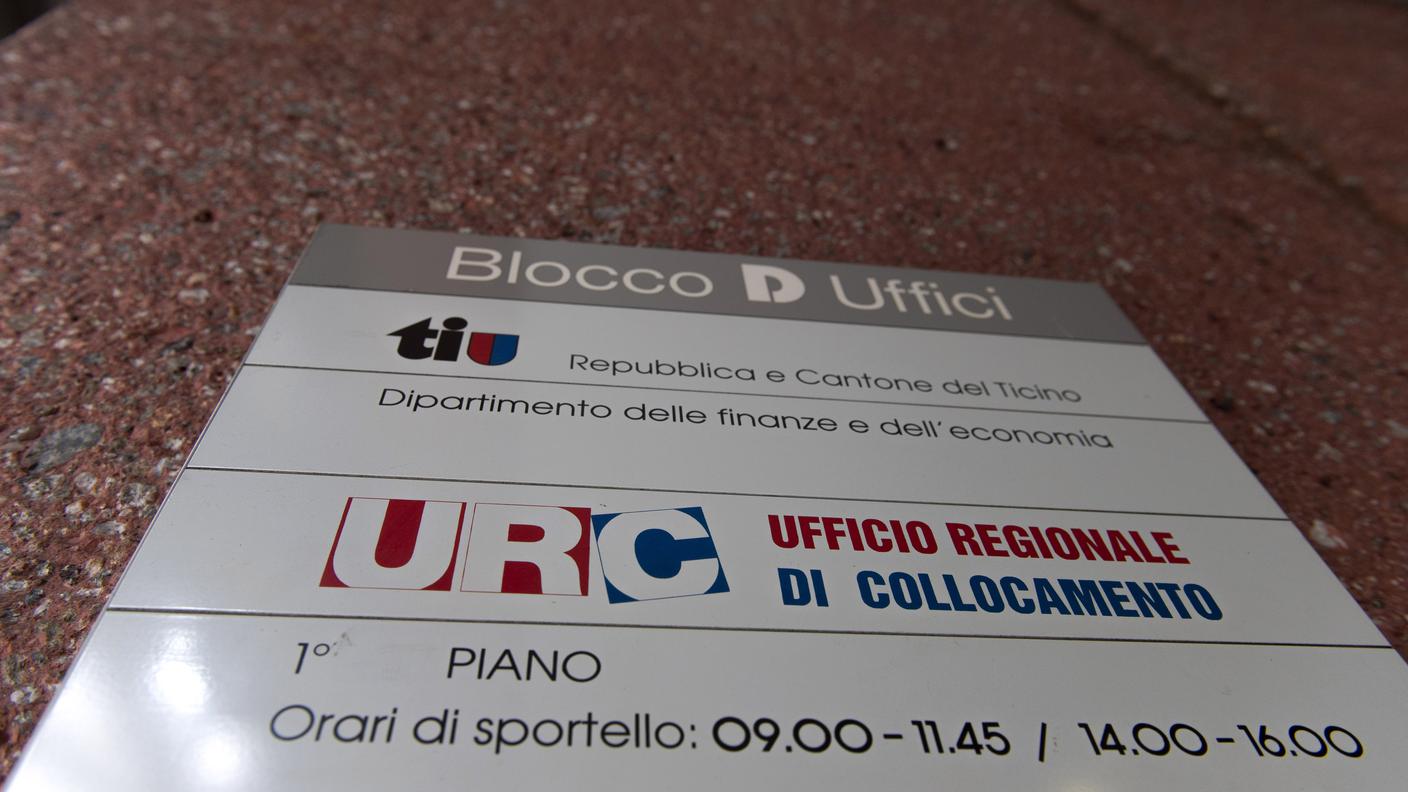 Blocco D Uffici
ti Repubblica e Cantone del Ticino
Dipartimento delle finanze e dell'economia
URC UFFICIO REGIONALE
DI COLLOCAMENTO
1° PIANO
Orari di sportello: 09.00-11.45 / 14.00-16.00